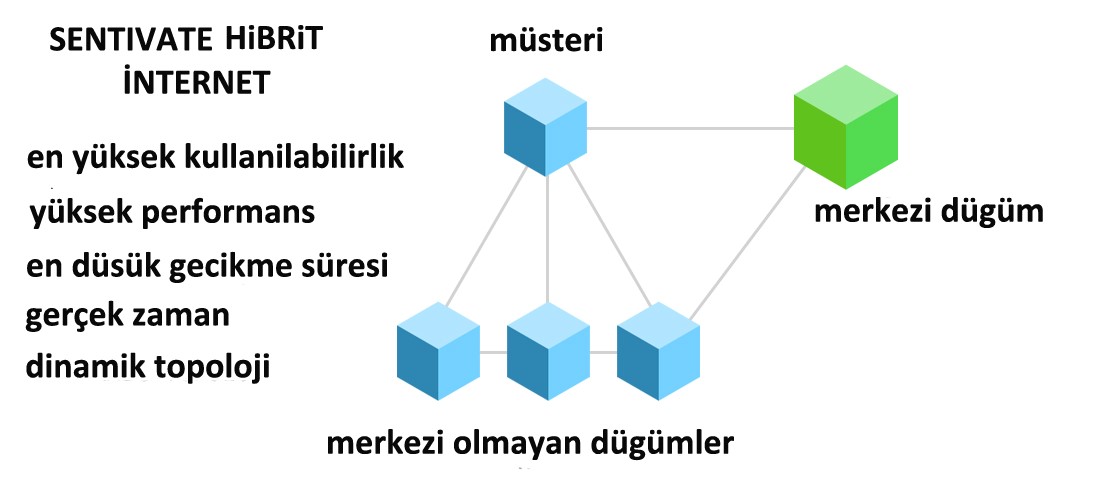 SENTIVATE HiBRiT
İNTERNET
müsteri
en yüksek kullanilabilirlik
yüksek performans
merkezi dügüm
en düsük gecikme süresi
gerçek zaman
dinamik topoloji
merkezi olmayan dügümler